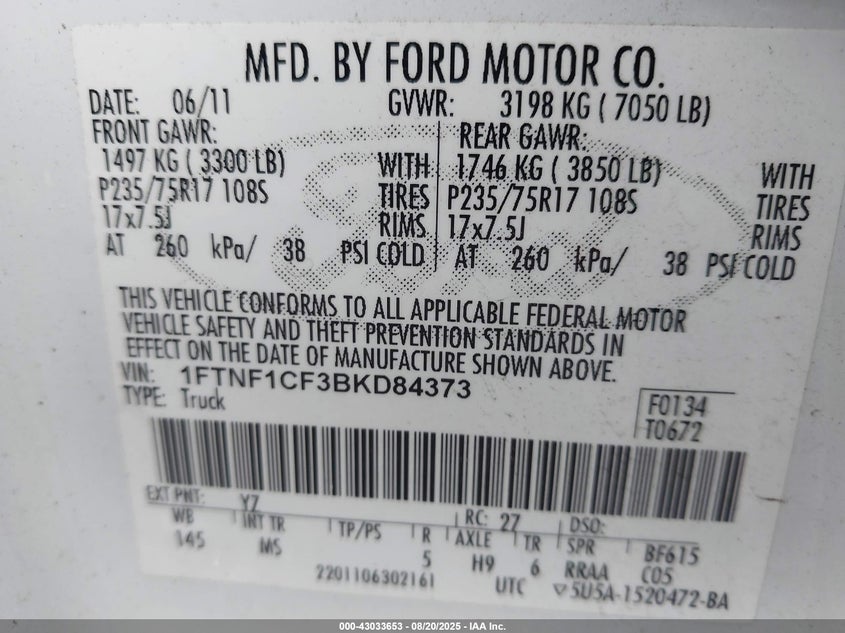 MFD. BY FORD MOTOR CO.
DATE: 06/11 GVWR: 3198 KG ( 7050 LB)
FRONT GAWR: REAR GAWR:
1497 KG ( 3300 LB) WITH 1746 KG ( 3850 LB) WITH
P235/75R17 108S TIRES P235/75R17 108S TIRES
17x7.5J RIMS 17x7.5J RIMS
AT 260 kPa/ 38 PSI COLD AT 260 kPa/ 38 PSI COLD
THIS VEHICLE CONFORMS TO ALL APPLICABLE FEDERAL MOTOR
VEHICLE SAFETY AND THEFT PREVENTION STANDARDS IN
EFFECT ON THE DATE OF MANUFACTURE SHOWN ABOVE.
VIN: 1FTNF1CF3BKD84373
TYPE: Truck
F0134
T0672
EXT PNT: YZ RC: 27 DSO:
WB INT TR TP/PS R AXLE TR SPR BF615
145 MS 5 H9 6 RRAA C05
2201106302161 UTC ▽5U5A-1520472-BA
000-43033653 - 08/20/2025 - IAA Inc.